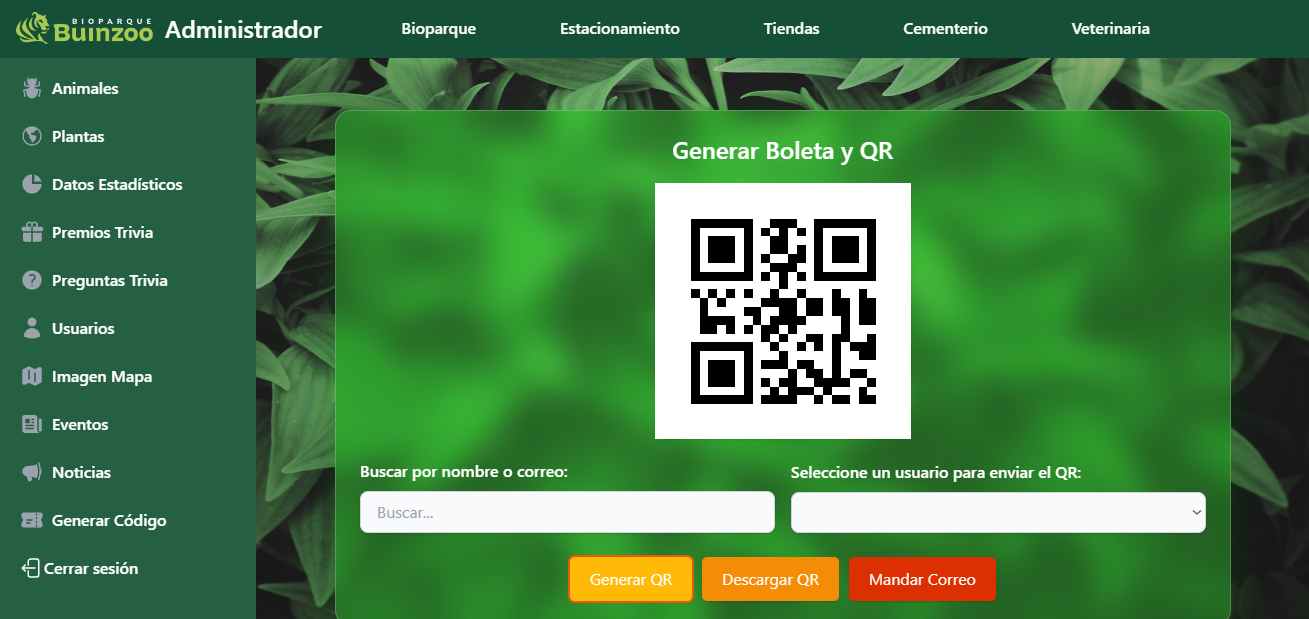 BIOPARQUE
Buinzoo
Administrador
Bioparque
Estacionamiento
Tiendas
Cementerio
Veterinaria
Animales
Plantas
Datos Estadísticos
Premios Trivia
Preguntas Trivia
Usuarios
Imagen Mapa
Eventos
Noticias
Generar Código
Cerrar sesión
Generar Boleta y QR
Buscar por nombre o correo:
Buscar...
Seleccione un usuario para enviar el QR:
Generar QR
Descargar QR
Mandar Correo